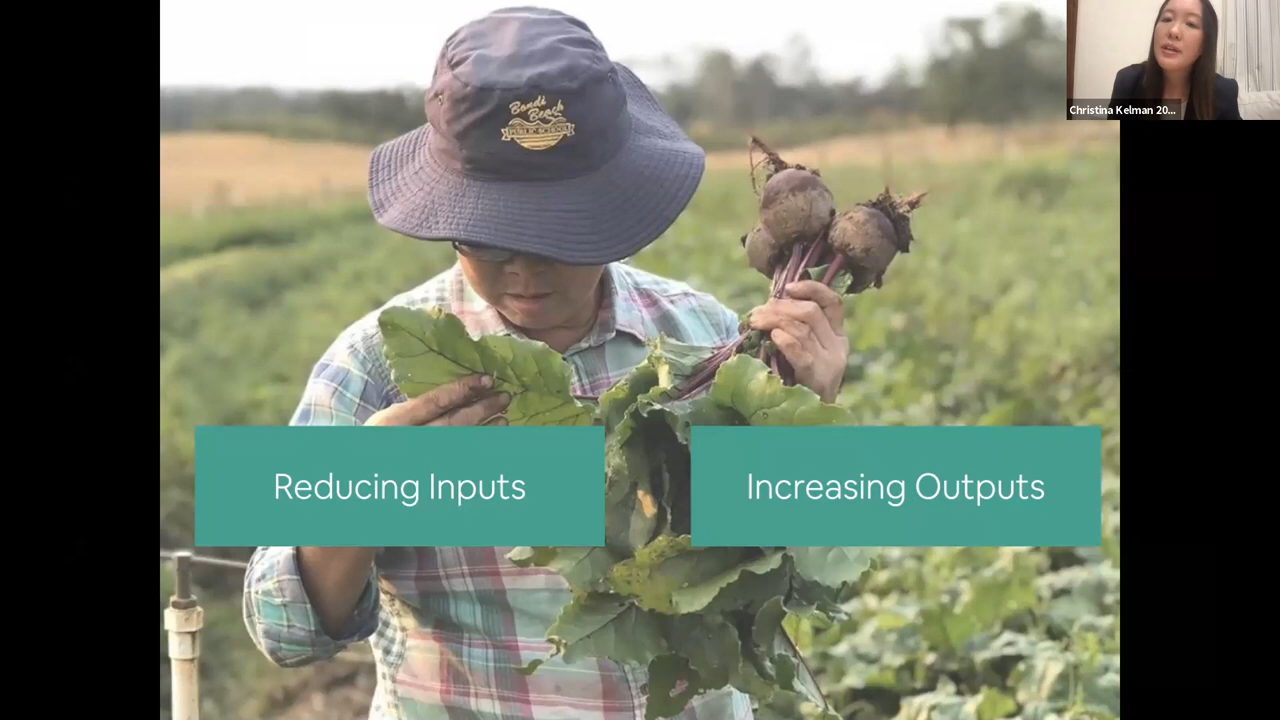 Bondi
Beach
PUBLIC SCHOOL
Christina Kelman 20...
Reducing Inputs
Increasing Outputs